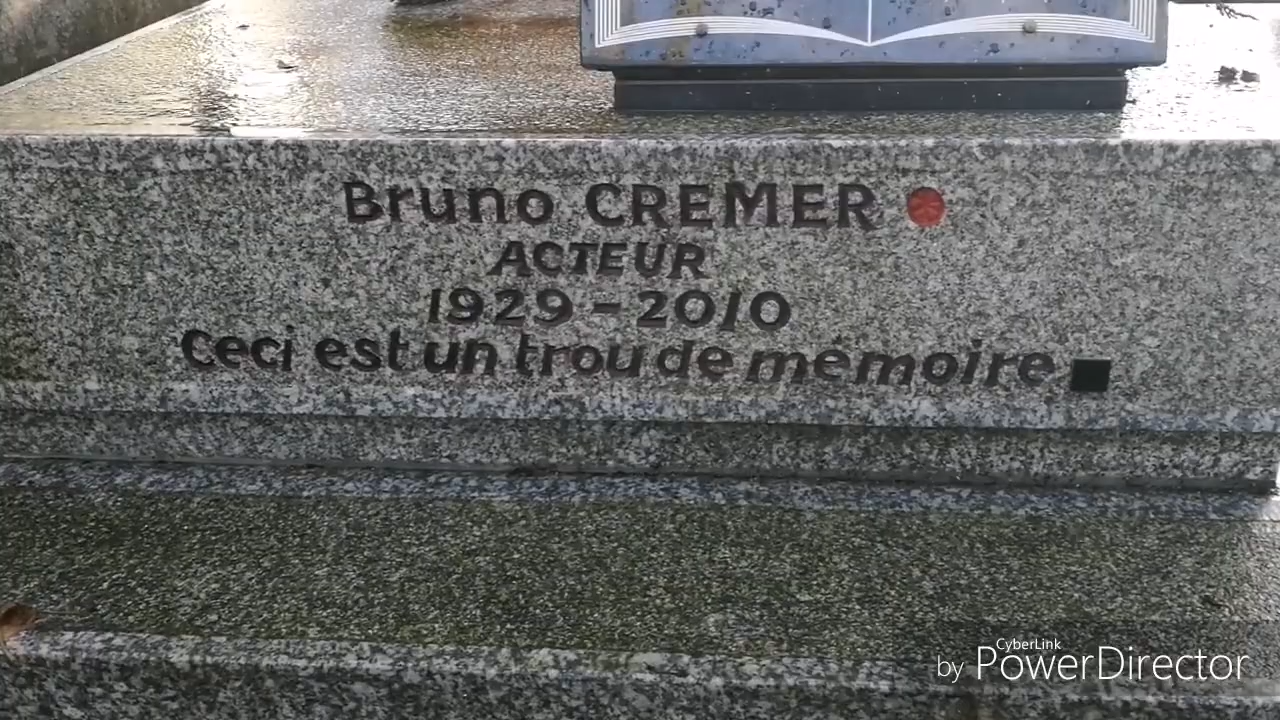 Bruno CREMER
ACTEUR
1929-2010
Ceci est un trou de mémoire
CyberLink
by PowerDirector